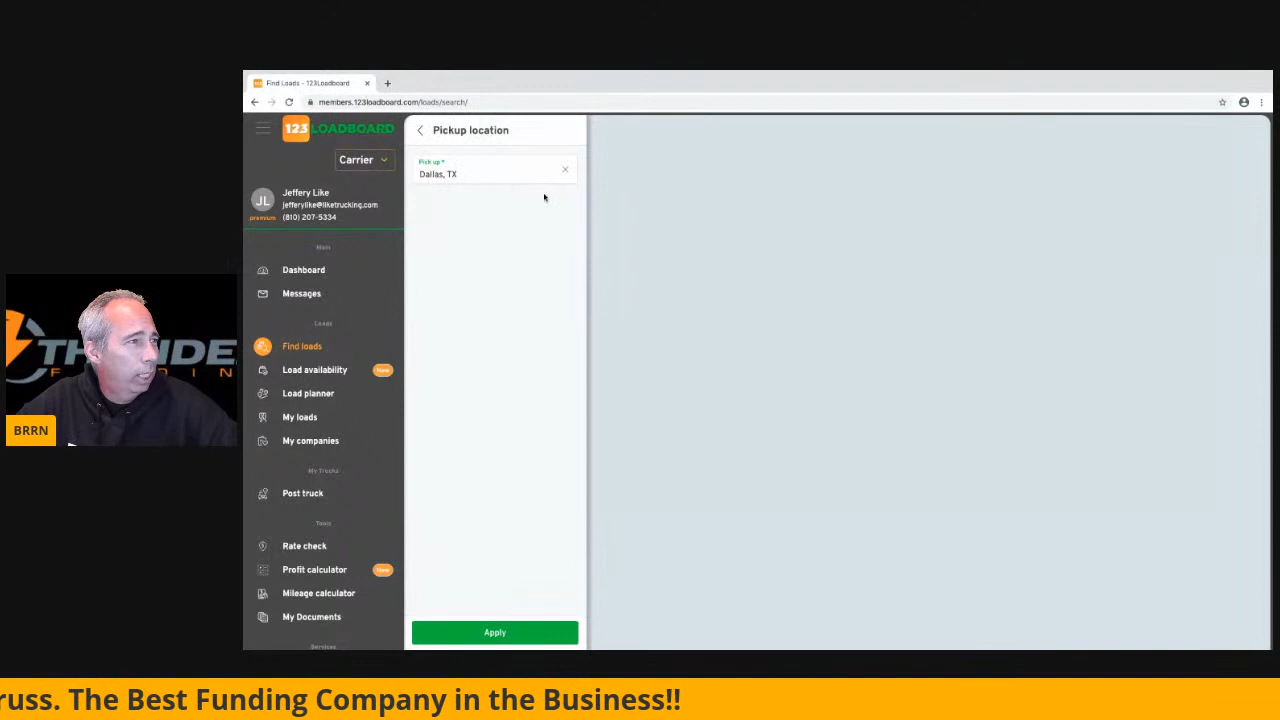 Find Loads - 123Loadboard
members.123loadboard.com/loads/search/
123LOADBOARD
Carrier
JL
premium
Jeffery Like
jefferylike@liketrucking.com
(810) 207-5334
Main
Dashboard
Messages
Loads
Find loads
Load availability New
Load planner
My loads
My companies
My Trucks
Post truck
Tools
Rate check
Profit calculator New
Mileage calculator
My Documents
Services
Pickup location
Pick up *
Dallas, TX
Apply
BRRN
russ. The Best Funding Company in the Business!!